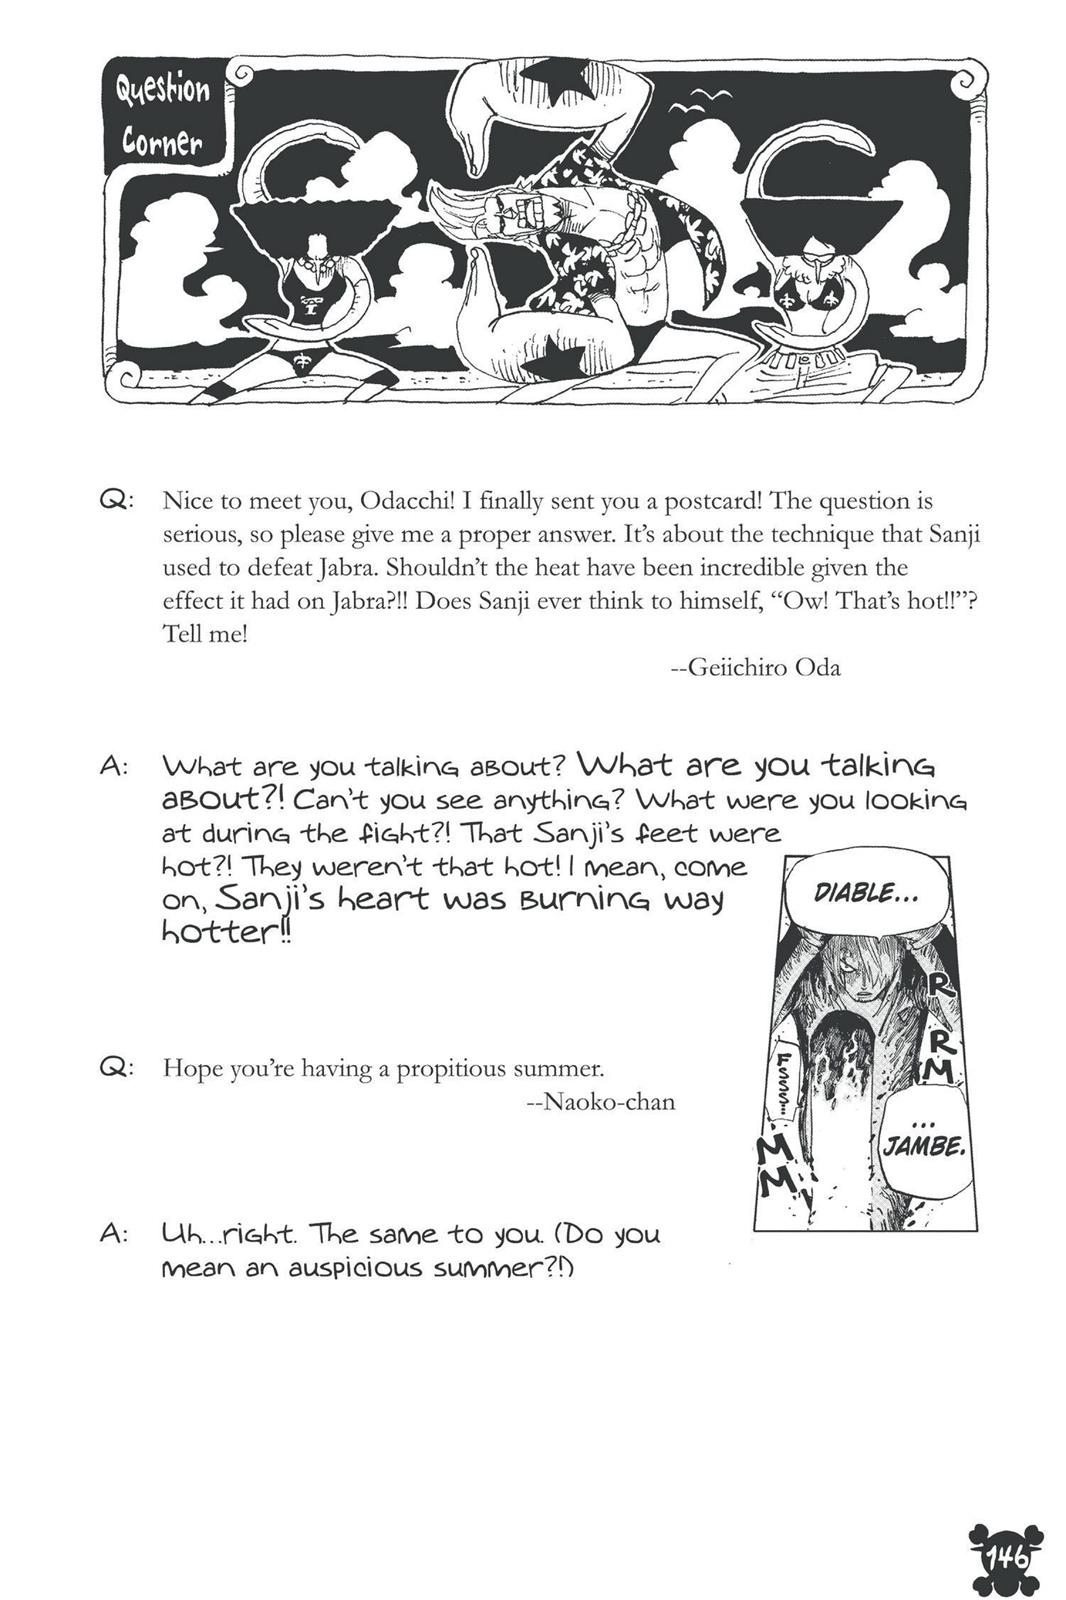 Question
Corner
Q: Nice to meet you, Odacchi! I finally sent you a postcard! The question is
serious, so please give me a proper answer. It's about the technique that Sanji
used to defeat Jabra. Shouldn't the heat have been incredible given the
effect it had on Jabra?!! Does Sanji ever think to himself, "Ow! That's hot!!"?
Tell me!
--Geiichiro Oda
A: What are you talking about? What are you talking
about?! Can't you see anything? What were you looking
at during the fight?! That Sanji's feet were
hot?! They weren't that hot! I mean, come
on, Sanji's heart was burning way
hotter!!
DIABLE...
R
R
M
M
M
...
JAMBE.
Q: Hope you're having a propitious summer.
--Naoko-chan
A: Uh...right. The same to you. (Do you
mean an auspicious summer?!)
146